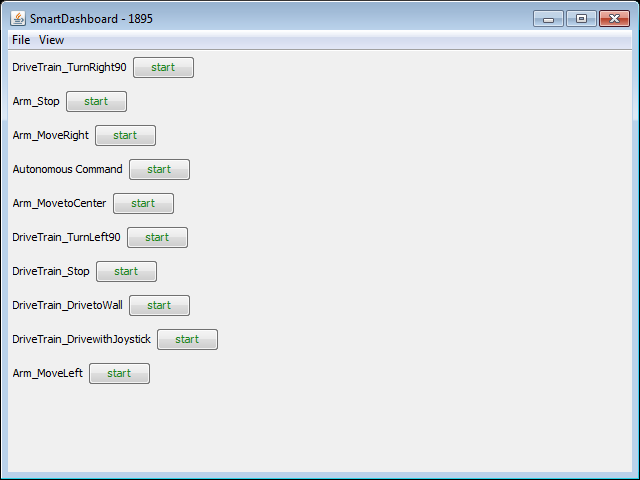 SmartDashboard - 1895
File View
DriveTrain_TurnRight90 start
Arm_Stop start
Arm_MoveRight start
Autonomous Command start
Arm_MovetoCenter start
DriveTrain_TurnLeft90 start
DriveTrain_Stop start
DriveTrain_DrivetoWall start
DriveTrain_DrivewithJoystick start
Arm_MoveLeft start